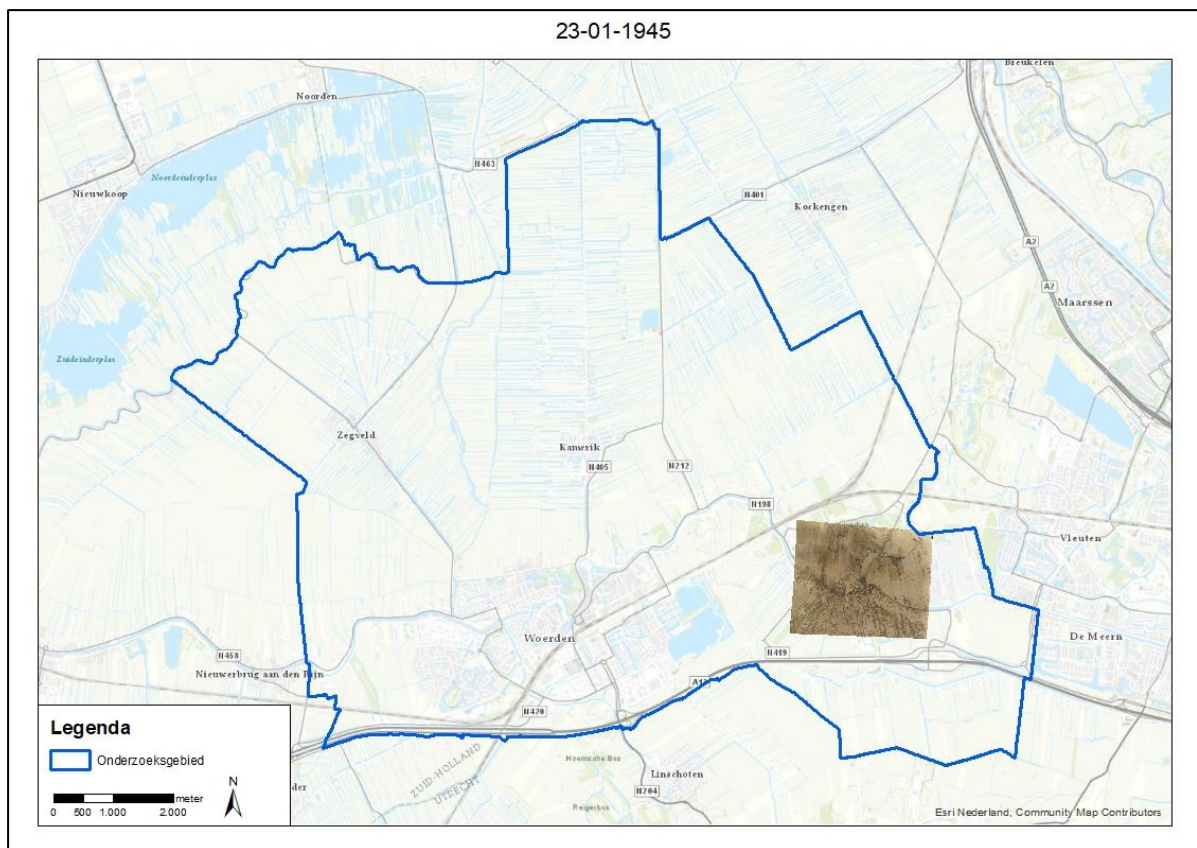 23-01-1945
Breukelen
Noorden
N463
Noordeinderplas
Nieuwkoop
N401
Kockengen
A2
A2
Maarssen
Zuideinderplas
Zegveld
Kamerik
N405
N212
N198
Vleuten
Woerden
De Meern
N458
N419
Nieuwerbrug aan den Rijn
N420
ZUID-HOLLAND
UTRECHT
Linschoten
N204
Reigerbos
Legenda
Onderzoeksgebied
N
meter
0 500 1.000 2.000
Esri Nederland, Community Map Contributors